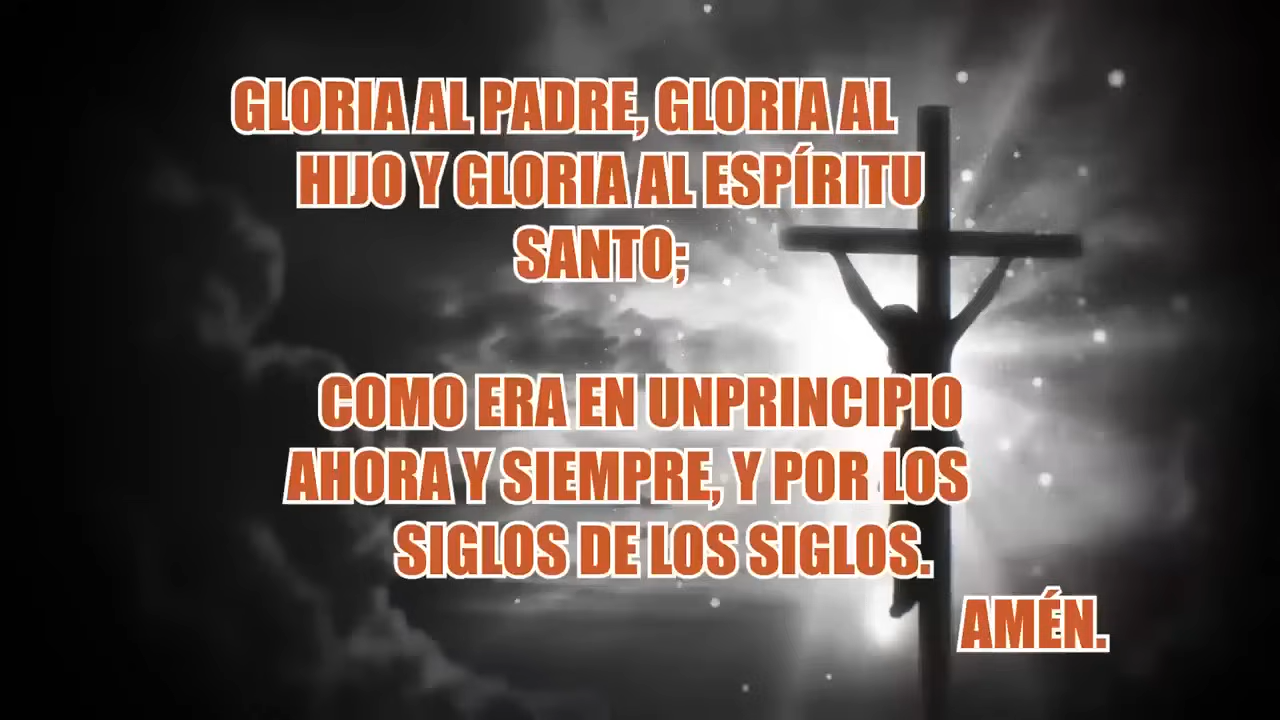 GLORIA AL PADRE, GLORIA AL
HIJO Y GLORIA AL ESPÍRITU
SANTO;
COMO ERA EN UNPRINCIPIO
AHORA Y SIEMPRE, Y POR LOS
SIGLOS DE LOS SIGLOS.
AMÉN.